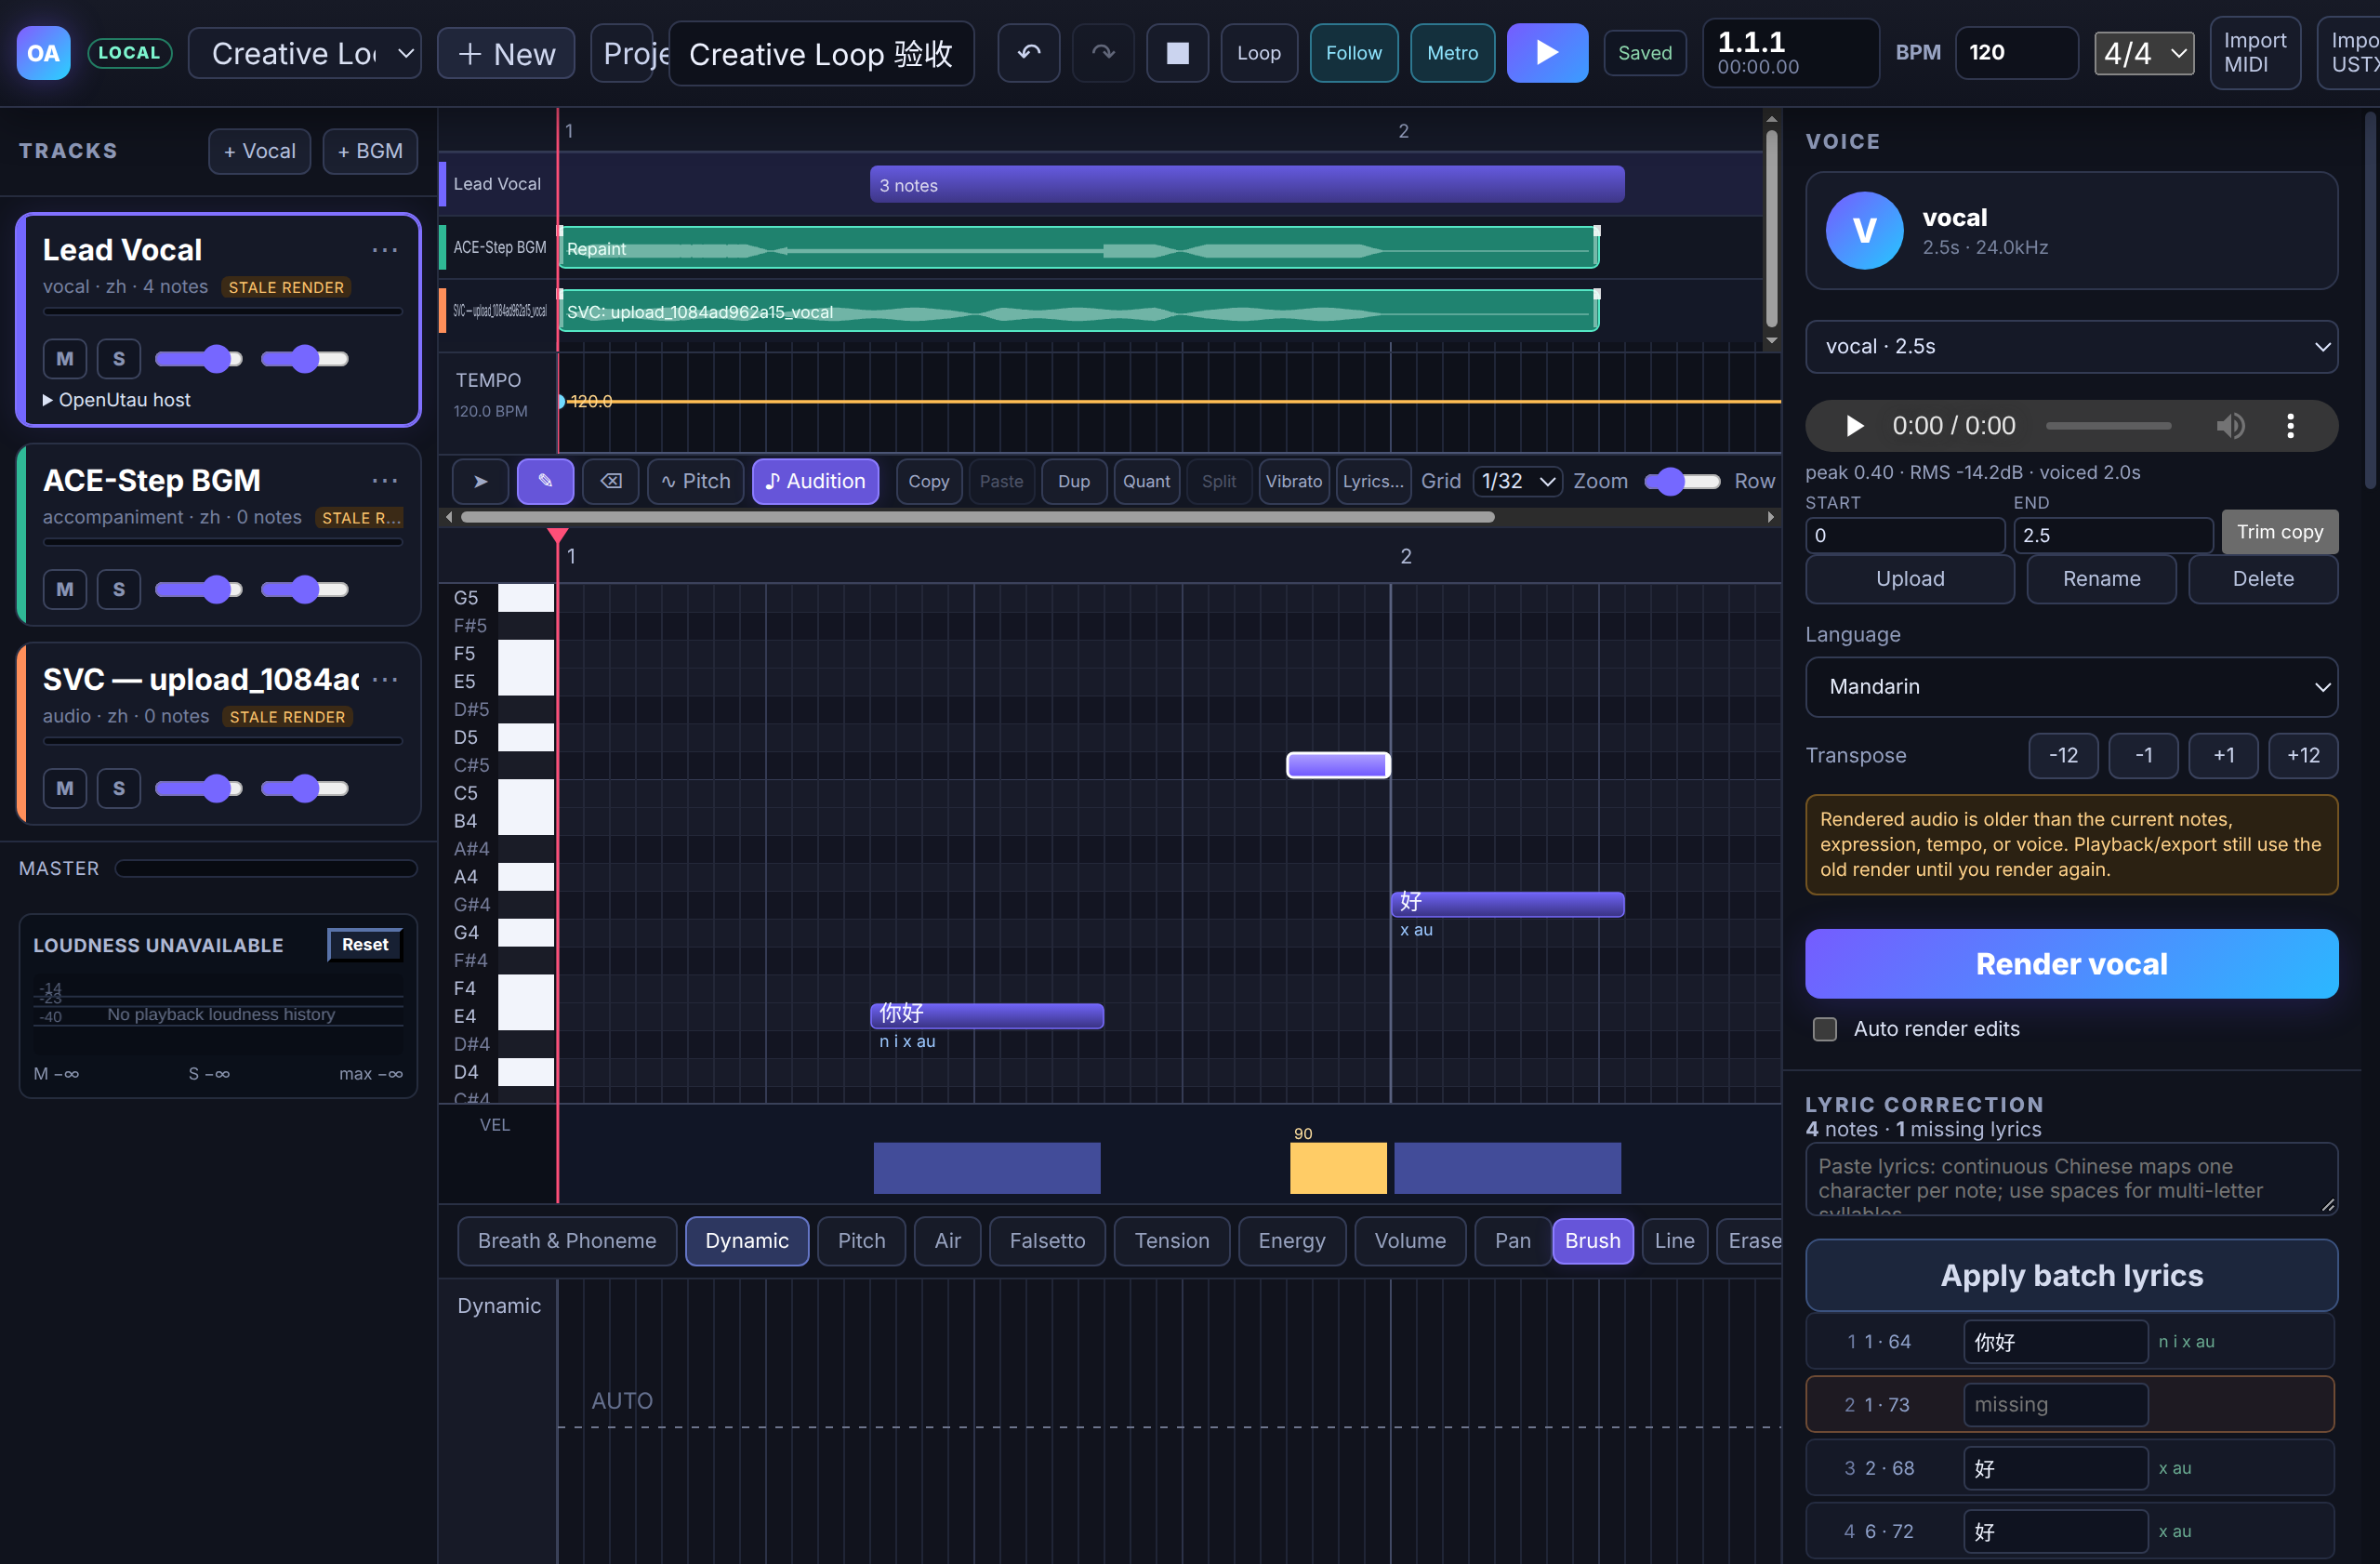 OA
LOCAL
Creative Lo
+ New
Proje
Creative Loop 验收
Loop
Follow
Metro
Saved
1.1.1
00:00.00
BPM
120
4/4
Import MIDI
Impo
USTX
TRACKS
+ Vocal
+ BGM
Lead Vocal
vocal · zh · 4 notes
STALE RENDER
M
S
OpenUtau host
ACE-Step BGM
accompaniment · zh · 0 notes
STALE R...
M
S
SVC — upload_1084ad
audio · zh · 0 notes
STALE RENDER
M
S
MASTER
LOUDNESS UNAVAILABLE
Reset
-14
-23
-40
No playback loudness history
M −∞
S −∞
max −∞
1
2
Lead Vocal
3 notes
ACE-Step BGM
Repaint
SVC — upload_1084ad962a15_vocal
SVC: upload_1084ad962a15_vocal
TEMPO
120.0 BPM
120.0
Pitch
Audition
Copy
Paste
Dup
Quant
Split
Vibrato
Lyrics...
Grid
1/32
Zoom
Row
1
2
G5
F#5
F5
E5
D#5
D5
C#5
C5
B4
A#4
A4
G#4
好
G4
x au
F#4
F4
E4
你好
D#4
n i x au
D4
C#4
VEL
90
Breath & Phoneme
Dynamic
Pitch
Air
Falsetto
Tension
Energy
Volume
Pan
Brush
Line
Erase
Dynamic
AUTO
VOICE
V
vocal
2.5s · 24.0kHz
vocal · 2.5s
0:00 / 0:00
peak 0.40 · RMS -14.2dB · voiced 2.0s
START
END
0
2.5
Trim copy
Upload
Rename
Delete
Language
Mandarin
Transpose
-12
-1
+1
+12
Rendered audio is older than the current notes,
expression, tempo, or voice. Playback/export still use the
old render until you render again.
Render vocal
Auto render edits
LYRIC CORRECTION
4 notes · 1 missing lyrics
Paste lyrics: continuous Chinese maps one
character per note; use spaces for multi-letter
syllables
Apply batch lyrics
1 1 · 64 你好 n i x au
2 1 · 73 missing
3 2 · 68 好 x au
4 6 · 72 好 x au